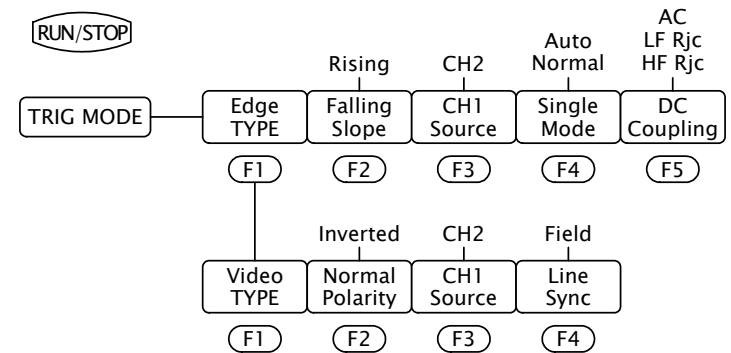 RUN/STOP
AC
LF Rjc
HF Rjc
Auto
Normal
Rising
CH2
TRIG MODE
Edge
TYPE
Falling
Slope
CH1
Source
Single
Mode
DC
Coupling
F1
F2
F3
F4
F5
Inverted
CH2
Field
Video
TYPE
Normal
Polarity
CH1
Source
Line
Sync
F1
F2
F3
F4